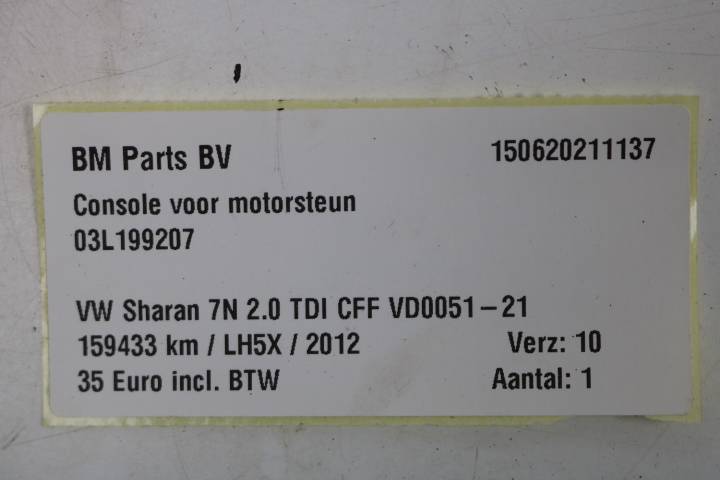 BM Parts BV 150620211137
Console voor motorsteun
03L199207
VW Sharan 7N 2.0 TDI CFF VD0051-21
159433 km / LH5X / 2012 Verz: 10
35 Euro incl. BTW Aantal: 1